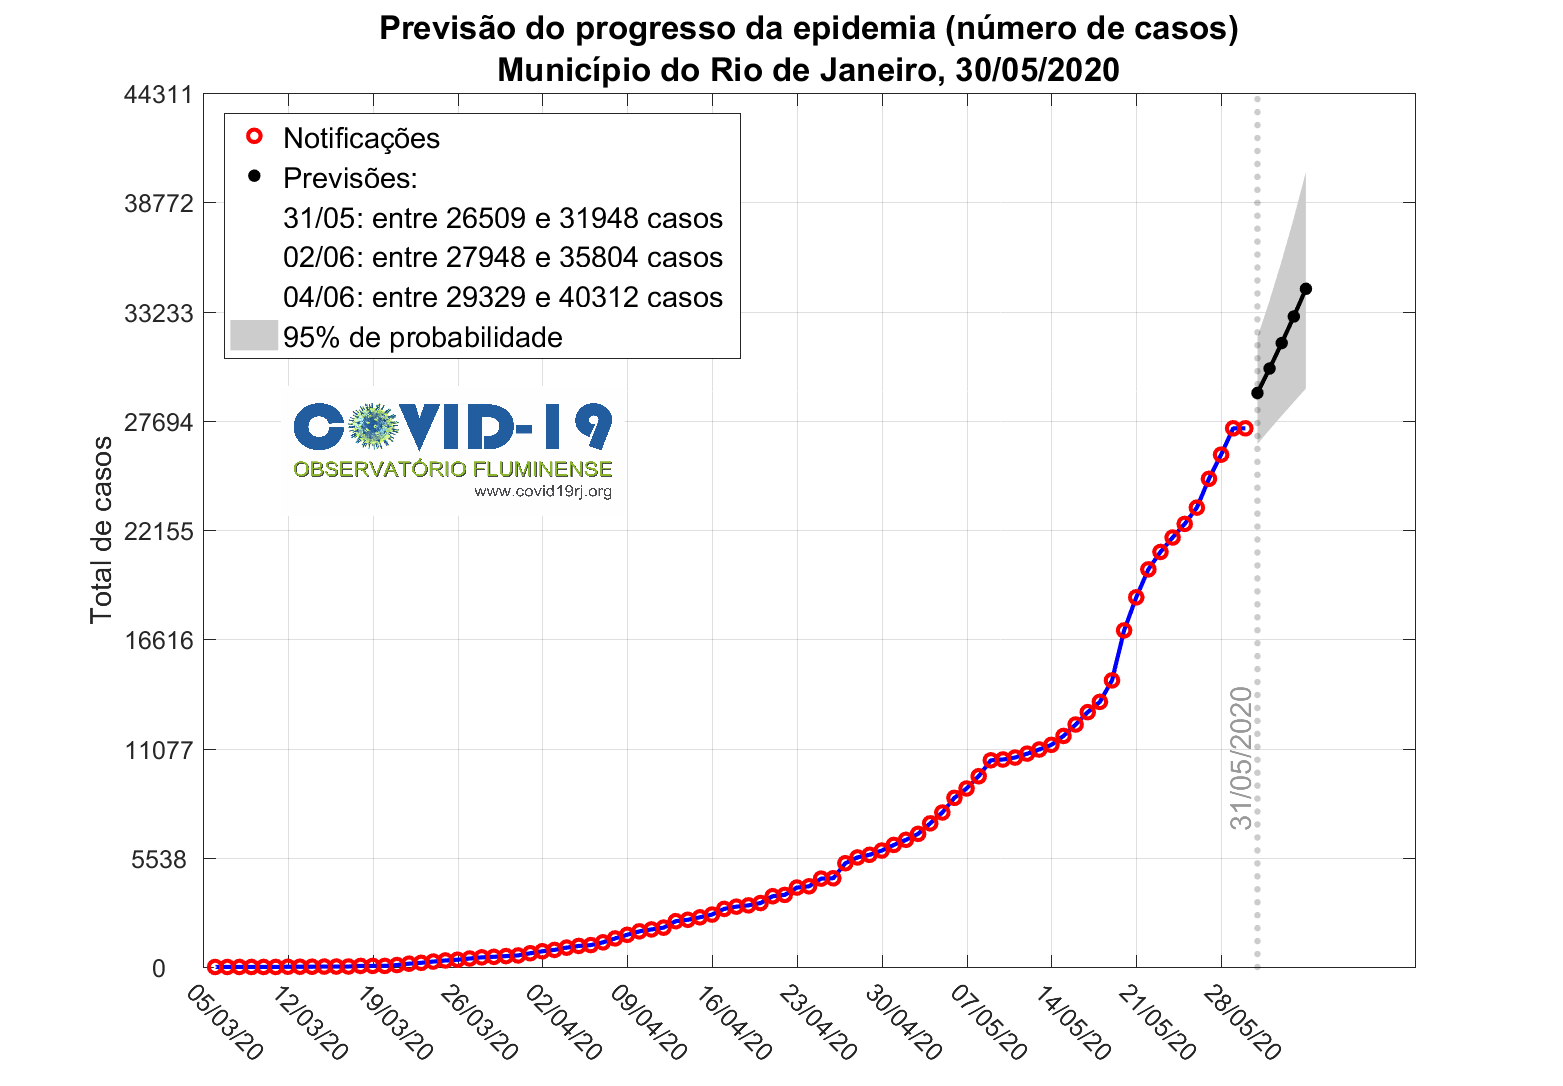 Previsão do progresso da epidemia (número de casos)
Município do Rio de Janeiro, 30/05/2020
44311
38772
33233
27694
22155
16616
11077
5538
0
Total de casos
Notificações
Previsões:
31/05: entre 26509 e 31948 casos
02/06: entre 27948 e 35804 casos
04/06: entre 29329 e 40312 casos
95% de probabilidade
COVID-19
OBSERVATÓRIO FLUMINENSE
www.covid19rj.org
31/05/2020
05/03/20
12/03/20
19/03/20
26/03/20
02/04/20
09/04/20
16/04/20
23/04/20
30/04/20
07/05/20
14/05/20
21/05/20
28/05/20